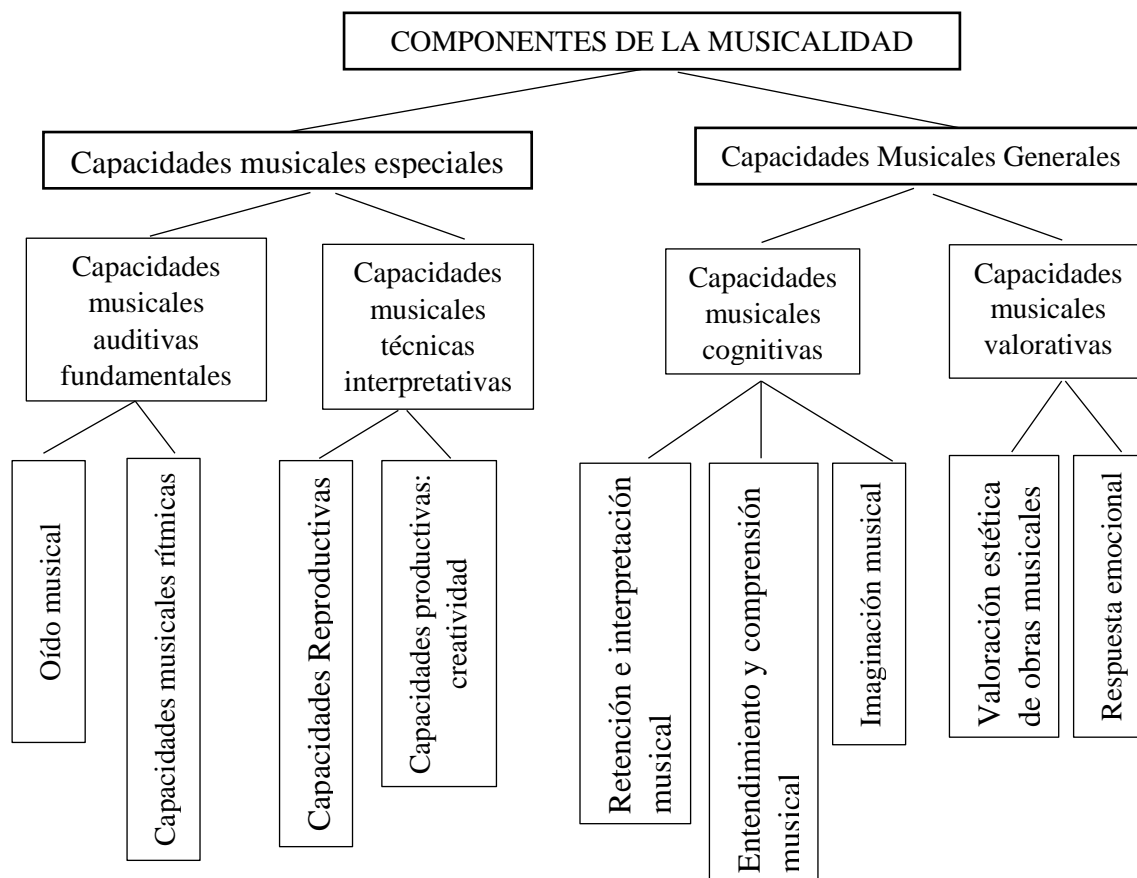 COMPONENTES DE LA MUSICALIDAD
Capacidades musicales especiales
Capacidades Musicales Generales
Capacidades
musicales
auditivas
fundamentales
Capacidades
musicales
técnicas
interpretativas
Capacidades
musicales
cognitivas
Capacidades
musicales
valorativas
Oído musical
Capacidades musicales rítmicas
Capacidades Reproductivas
Capacidades productivas:
creatividad
Retención e interpretación
musical
Entendimiento y comprensión
musical
Imaginación musical
Valoración estética
de obras musicales
Respuesta emocional